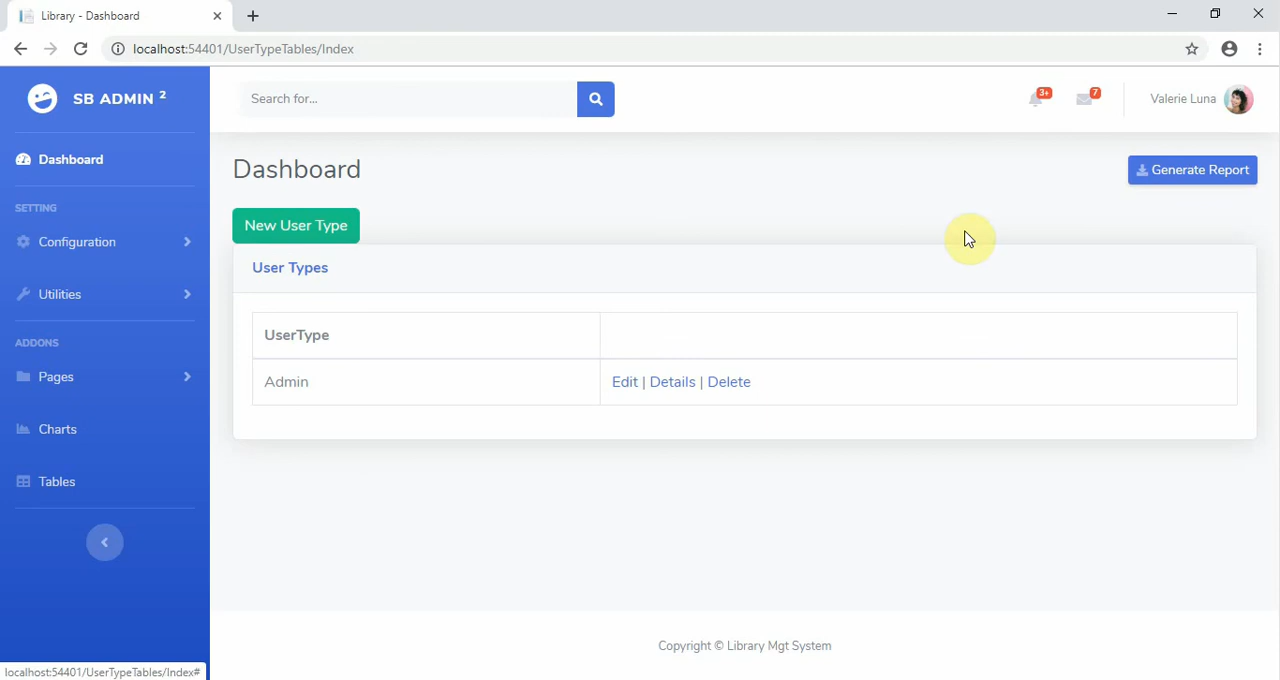 Library - Dashboard
localhost:54401/UserTypeTables/Index
SB ADMIN 2
Search for...
3+
7
Valerie Luna
Dashboard
Dashboard
Generate Report
SETTING
New User Type
Configuration
User Types
Utilities
UserType
ADDONS
Pages
Admin
Edit | Details | Delete
Charts
Tables
Copyright © Library Mgt System
localhost:54401/UserTypeTables/Index#